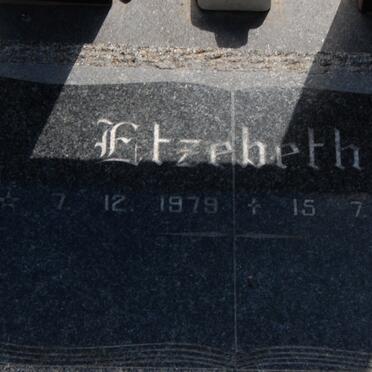 Etzebeth
☆ 7. 12. 1979 ✝ 15 7.